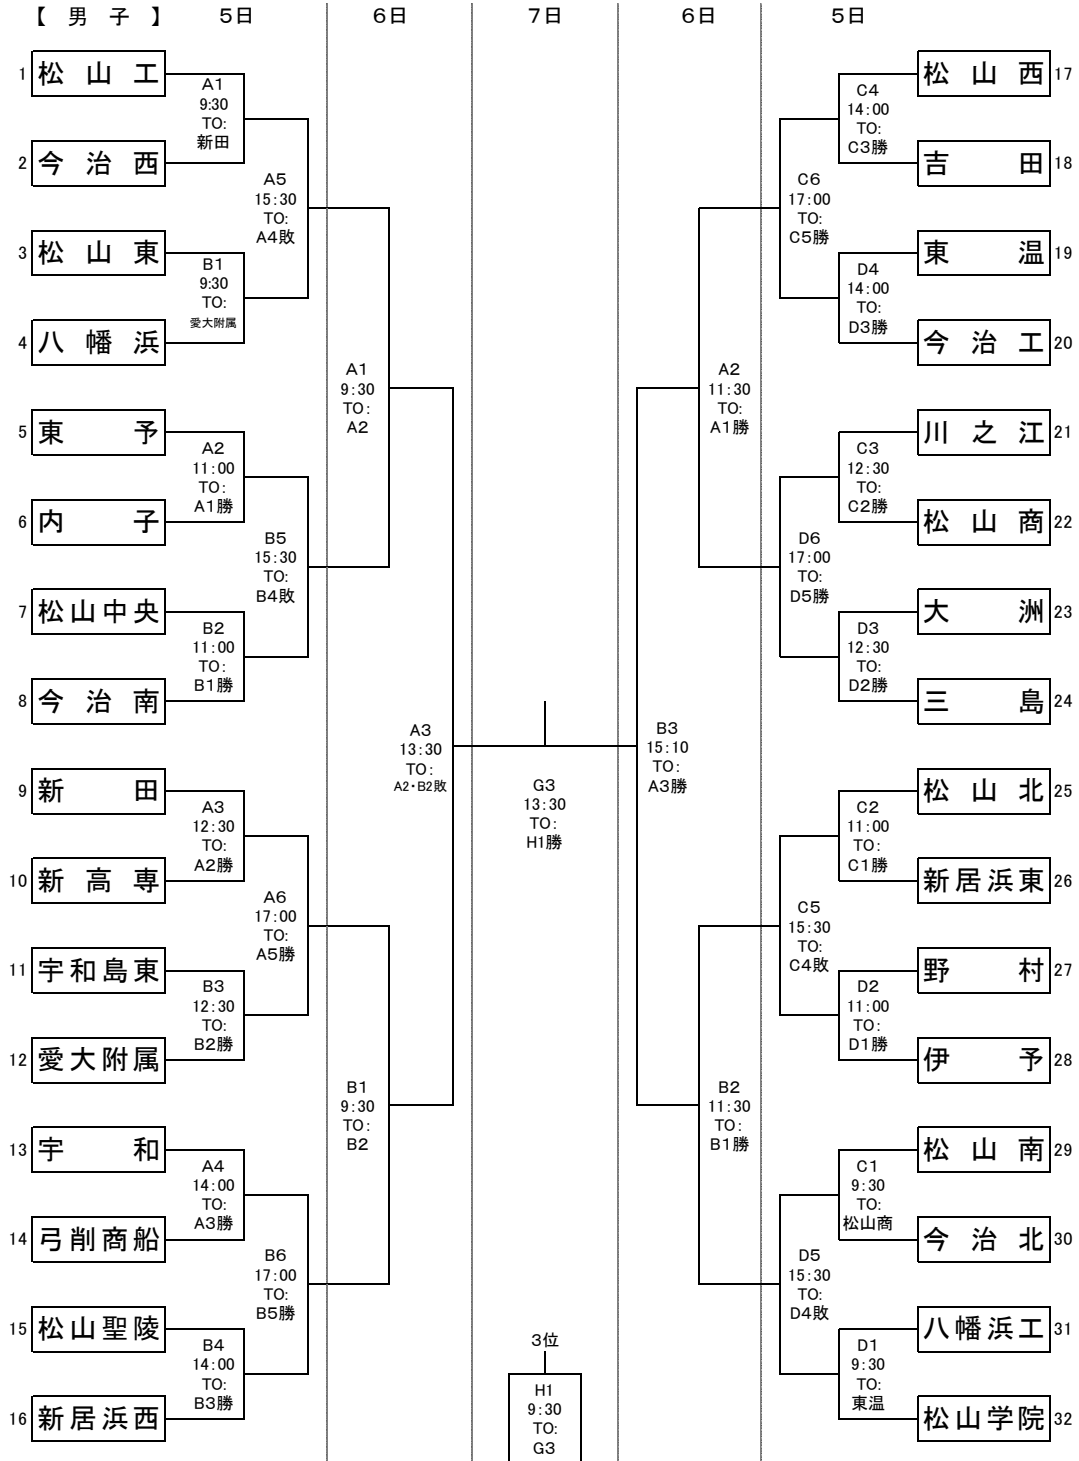 【 男 子 】 5日 6日 7日 6日 5日
1 松山工
A1
9:30
TO:
新田
2 今治西
A5
15:30
TO:
A4敗
3 松山東
B1
9:30
TO:
愛大附属
4 八幡浜
A1
9:30
TO:
A2
5 東予
A2
11:00
TO:
A1勝
6 内子
B5
15:30
TO:
B4敗
7 松山中央
B2
11:00
TO:
B1勝
8 今治南
A3
13:30
TO:
A2・B2敗
9 新田
A3
12:30
TO:
A2勝
10 新高専
A6
17:00
TO:
A5勝
11 宇和島東
B3
12:30
TO:
B2勝
12 愛大附属
B1
9:30
TO:
B2
13 宇和
A4
14:00
TO:
A3勝
14 弓削商船
B6
17:00
TO:
B5勝
15 松山聖陵
B4
14:00
TO:
B3勝
16 新居浜西
G3
13:30
TO:
H1勝
3位
H1
9:30
TO:
G3
松山西 17
C4
14:00
TO:
C3勝
吉田 18
C6
17:00
TO:
C5勝
東温 19
D4
14:00
TO:
D3勝
今治工 20
A2
11:30
TO:
A1勝
川之江 21
C3
12:30
TO:
C2勝
松山商 22
D6
17:00
TO:
D5勝
大洲 23
D3
12:30
TO:
D2勝
三島 24
B3
15:10
TO:
A3勝
松山北 25
C2
11:00
TO:
C1勝
新居浜東 26
C5
15:30
TO:
C4敗
野村 27
D2
11:00
TO:
D1勝
伊予 28
B2
11:30
TO:
B1勝
松山南 29
C1
9:30
TO:
松山商
今治北 30
D5
15:30
TO:
D4敗
八幡浜工 31
D1
9:30
TO:
東温
松山学院 32